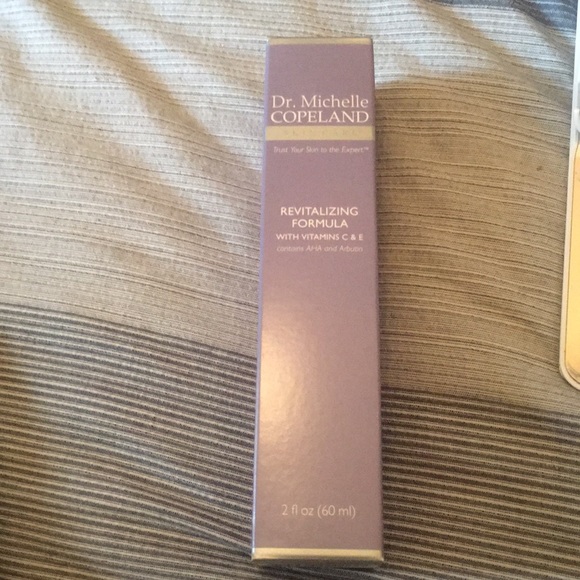 Dr. Michelle
COPELAND
SKIN CARE
Trust Your Skin to the Expert™
REVITALIZING
FORMULA
WITH VITAMINS C & E
contains AHA and Arbutin
2 fl oz (60 ml)